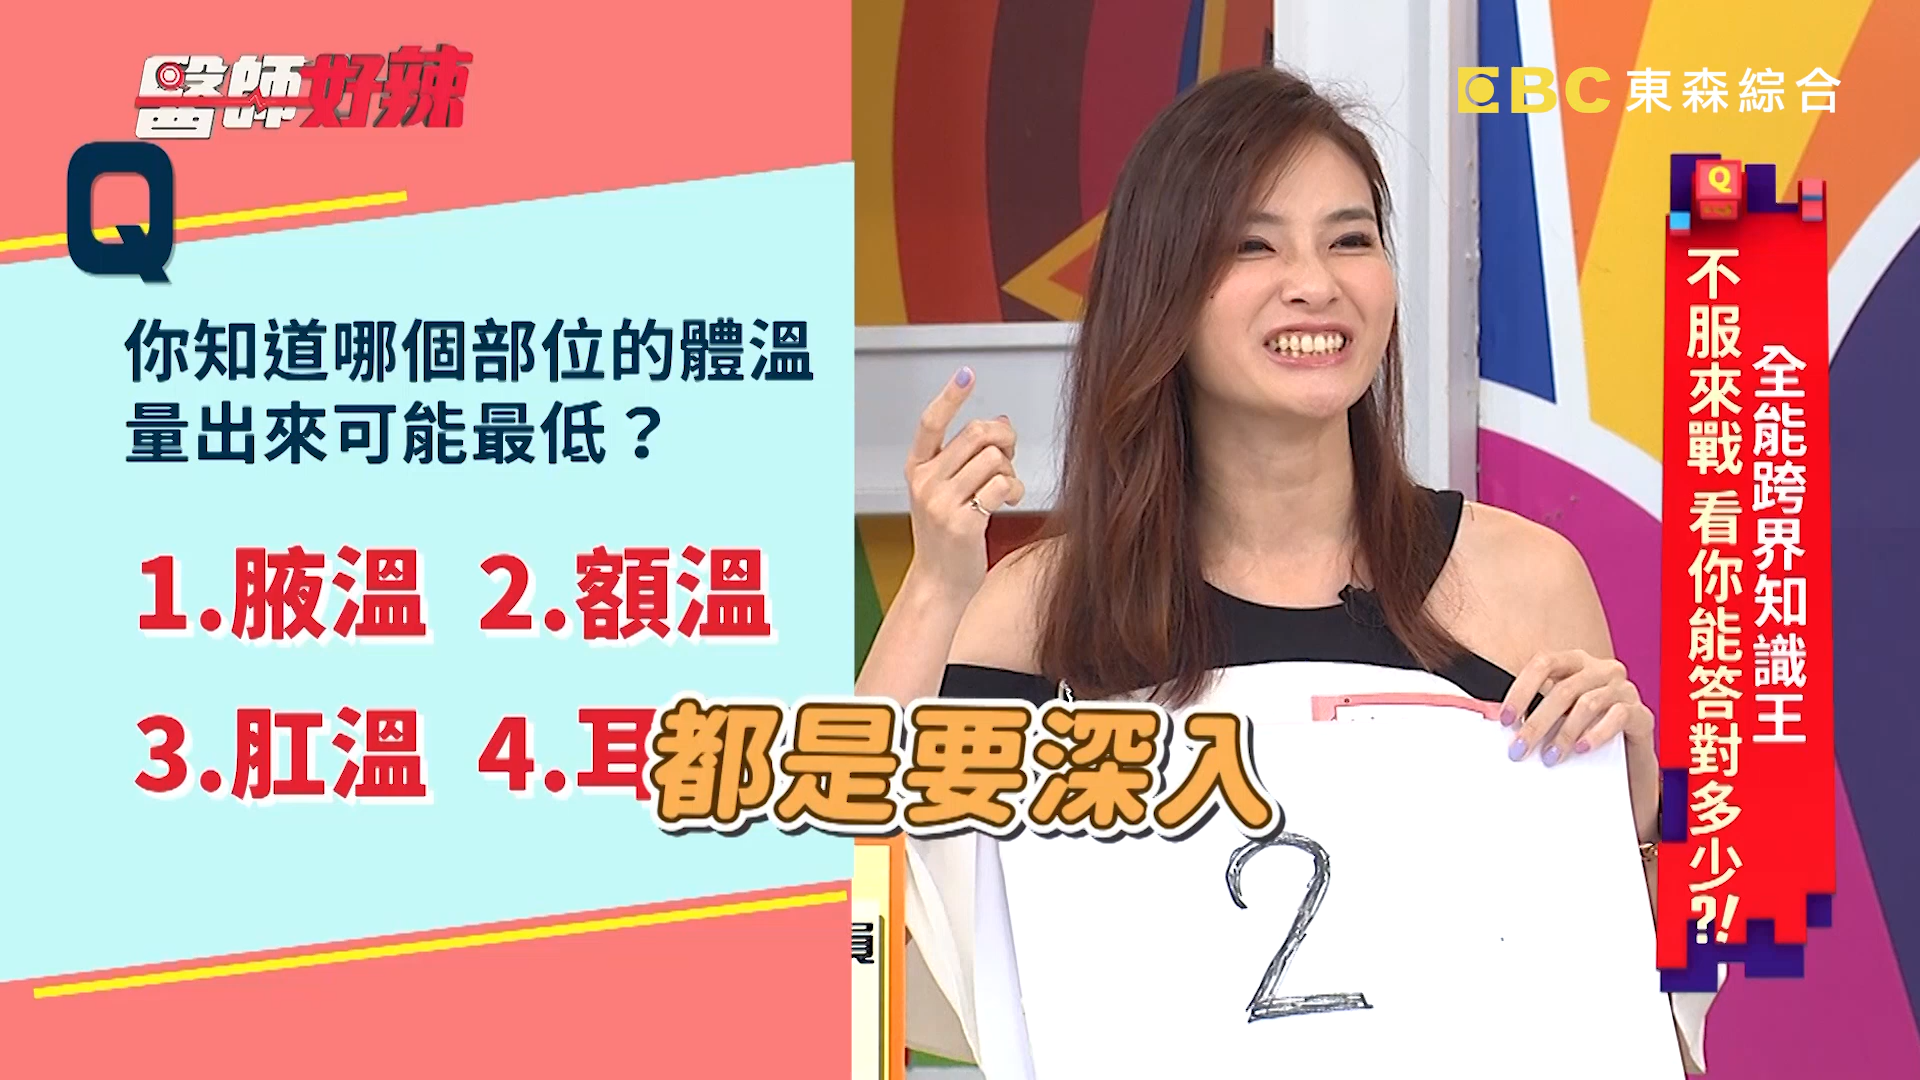 醫師好辣
EBC 東森綜合
Q
你知道哪個部位的體溫
量出來可能最低？
1.腋溫 2.額溫
3.肛溫 4.耳
都是要深入
2
Q
全能跨界知識王
不服來戰 看你能答對多少?!